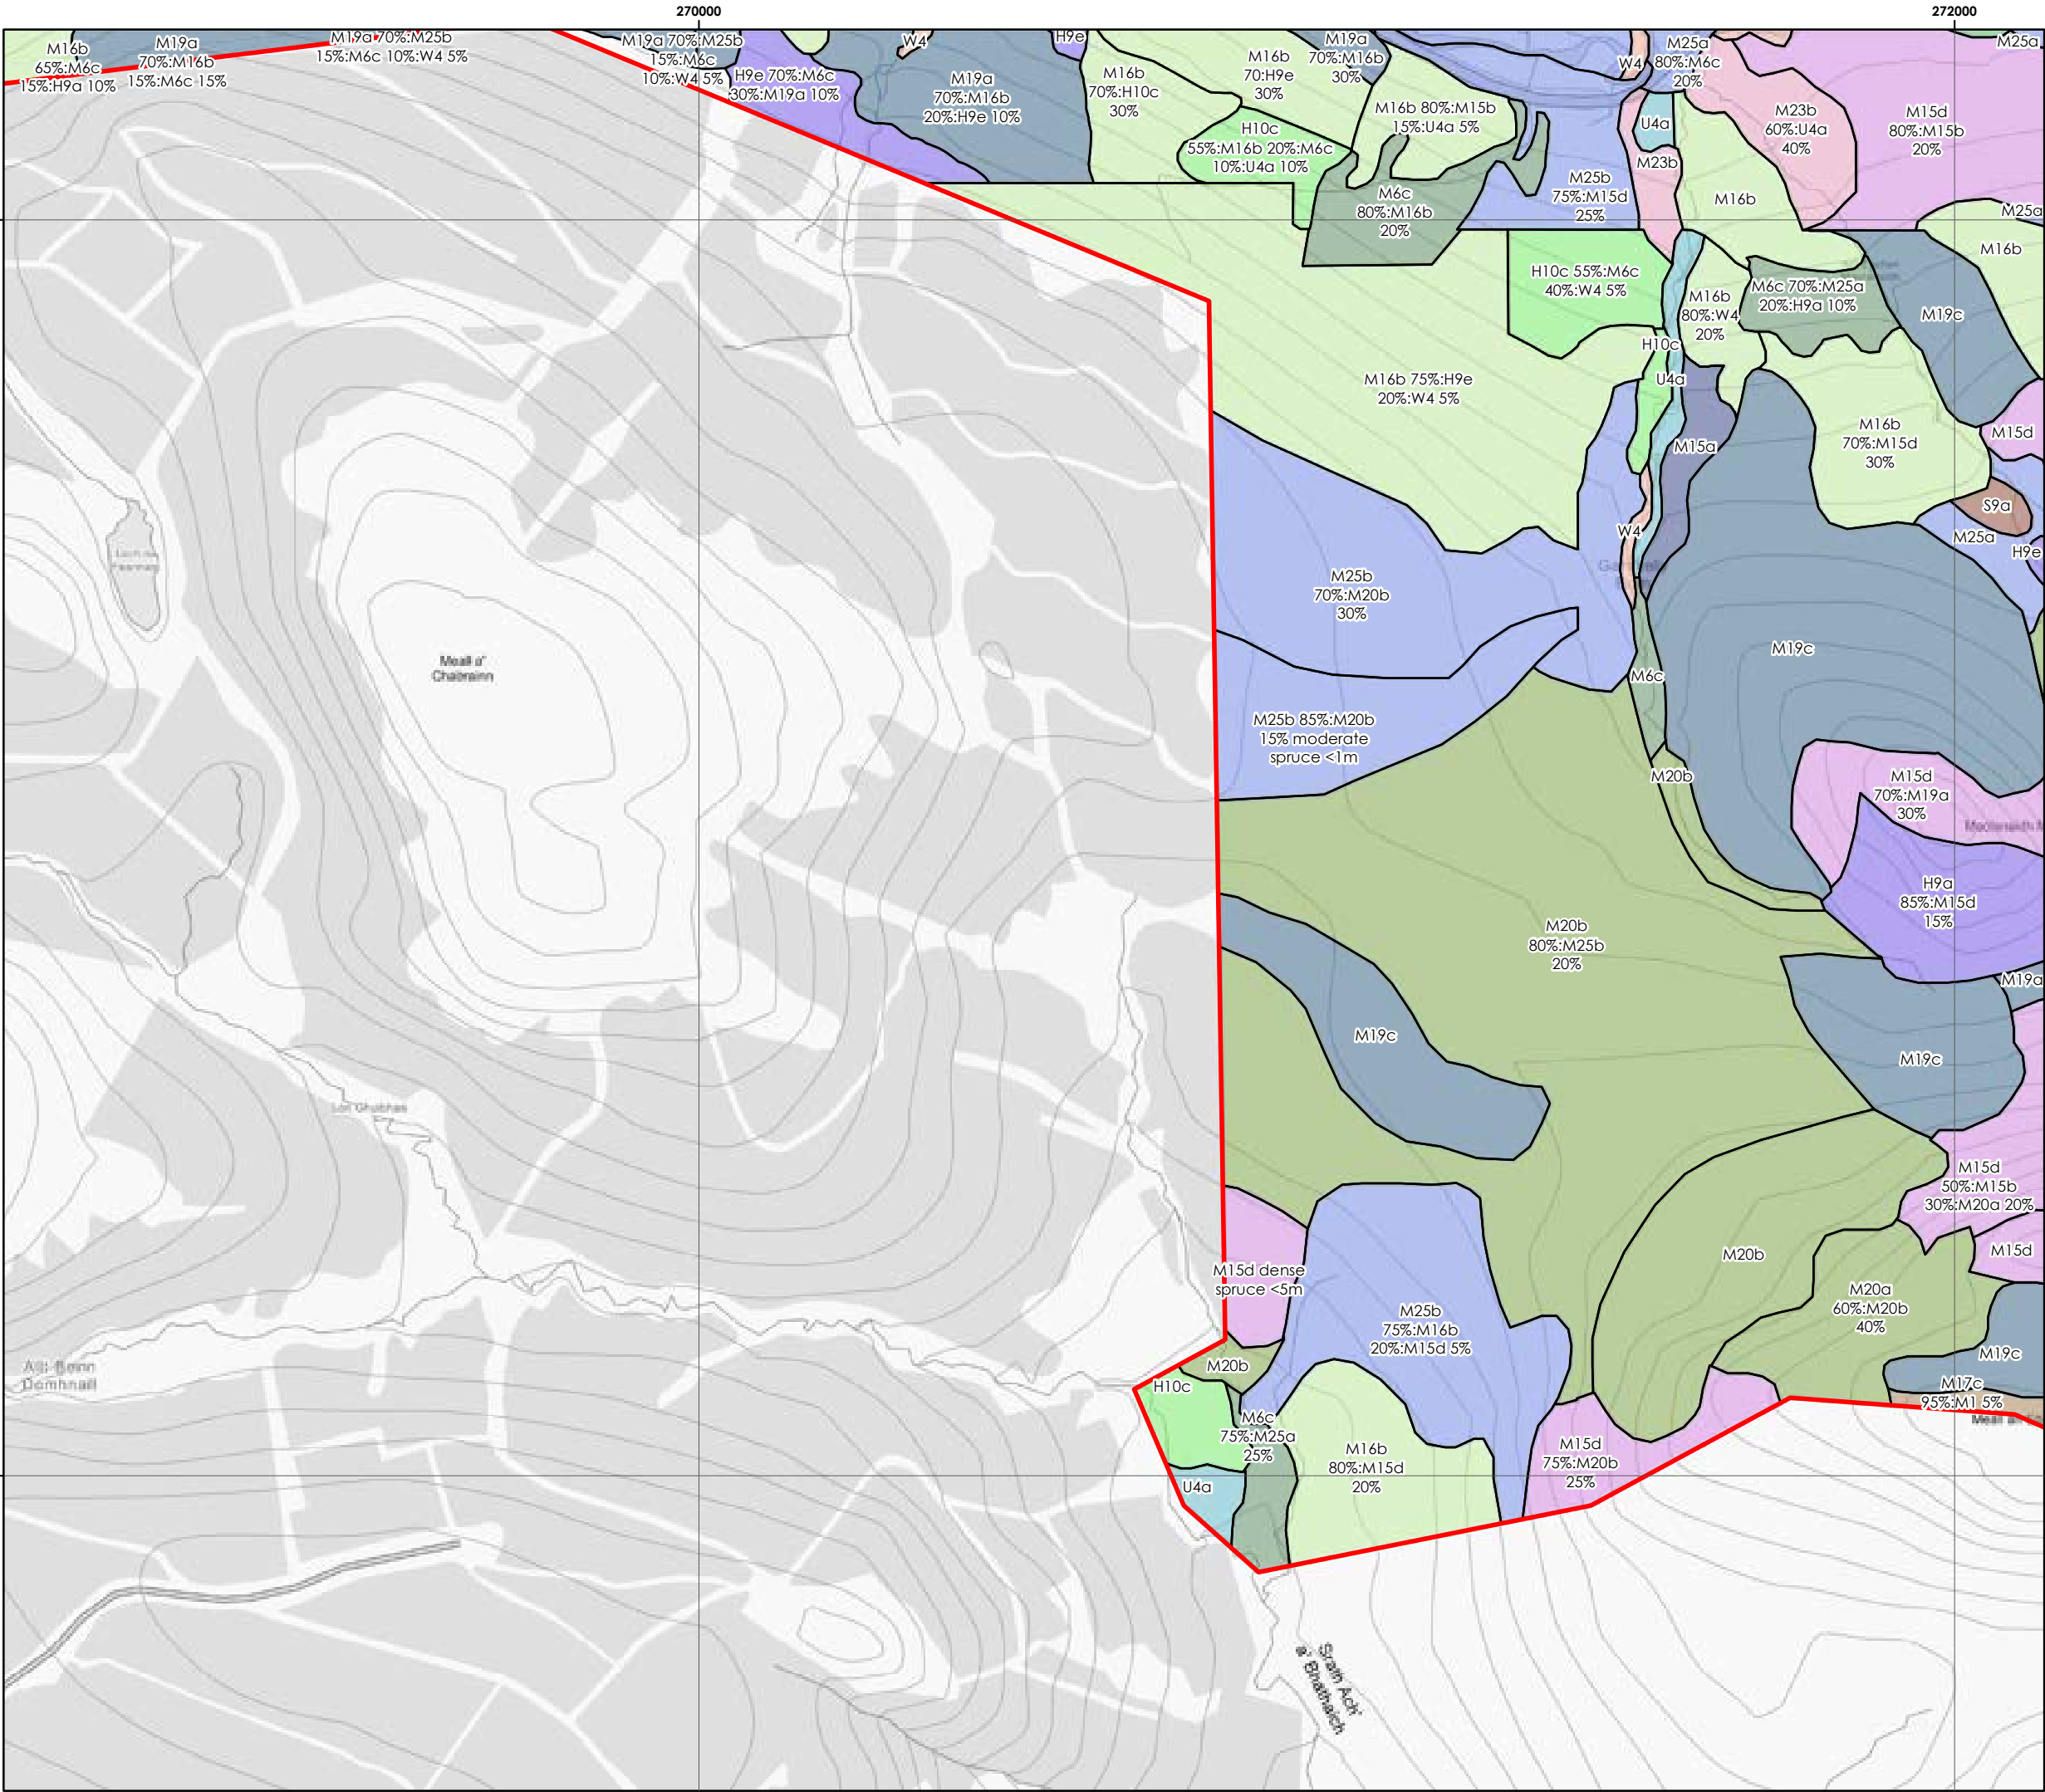 270000
272000
M16b
65%:M6c
15%:H9a 10%
M19a
70%:M16b
15%:M6c 15%
M19a 70%:M25b
15%:M6c 10%:W4 5%
M19a 70%:M25b
15%:M6c
10%:W4 5%
H9e 70%:M6c
30%:M19a 10%
W4
M19a
70%:M16b
20%:H9e 10%
H9e
M16b
70%:H10c
30%
M16b
70:H9e
30%
M19a
70%:M16b
30%
H10c
55%:M16b 20%:M6c
10%:U4a 10%
M16b 80%:M15b
15%:U4a 5%
M6c
80%:M16b
20%
M25b
75%:M15d
25%
W4
M25a
80%:M6c
20%
U4a
M23b
M23b
60%:U4a
40%
M15d
80%:M15b
20%
M25a
M16b
M25a
M16b
H10c 55%:M6c
40%:W4 5%
M16b
80%:W4
20%
M6c 70%:M25a
20%:H9a 10%
M19c
H10c
U4a
M16b 75%:H9e
20%:W4 5%
M15a
M16b
70%:M15d
30%
M15d
S9a
M25a
H9e
W4
M25b
70%:M20b
30%
M19c
M6c
Meall a'
Chabrainn
M25b 85%:M20b
15% moderate
spruce <1m
M20b
M15d
70%:M19a
30%
H9a
85%:M15d
15%
M20b
80%:M25b
20%
M19a
M19c
M19c
M15d
50%:M15b
30%:M20a 20%
M20b
M15d
M15d dense
spruce <5m
M25b
75%:M16b
20%:M15d 5%
M20a
60%:M20b
40%
M19c
M20b
H10c
M17c
95%:M1 5%
Allt Beinn
Domhnaill
M6c
75%:M25a
25%
M16b
80%:M15d
20%
M15d
75%:M20b
25%
U4a
Srath Ach'
a' Bhathaich